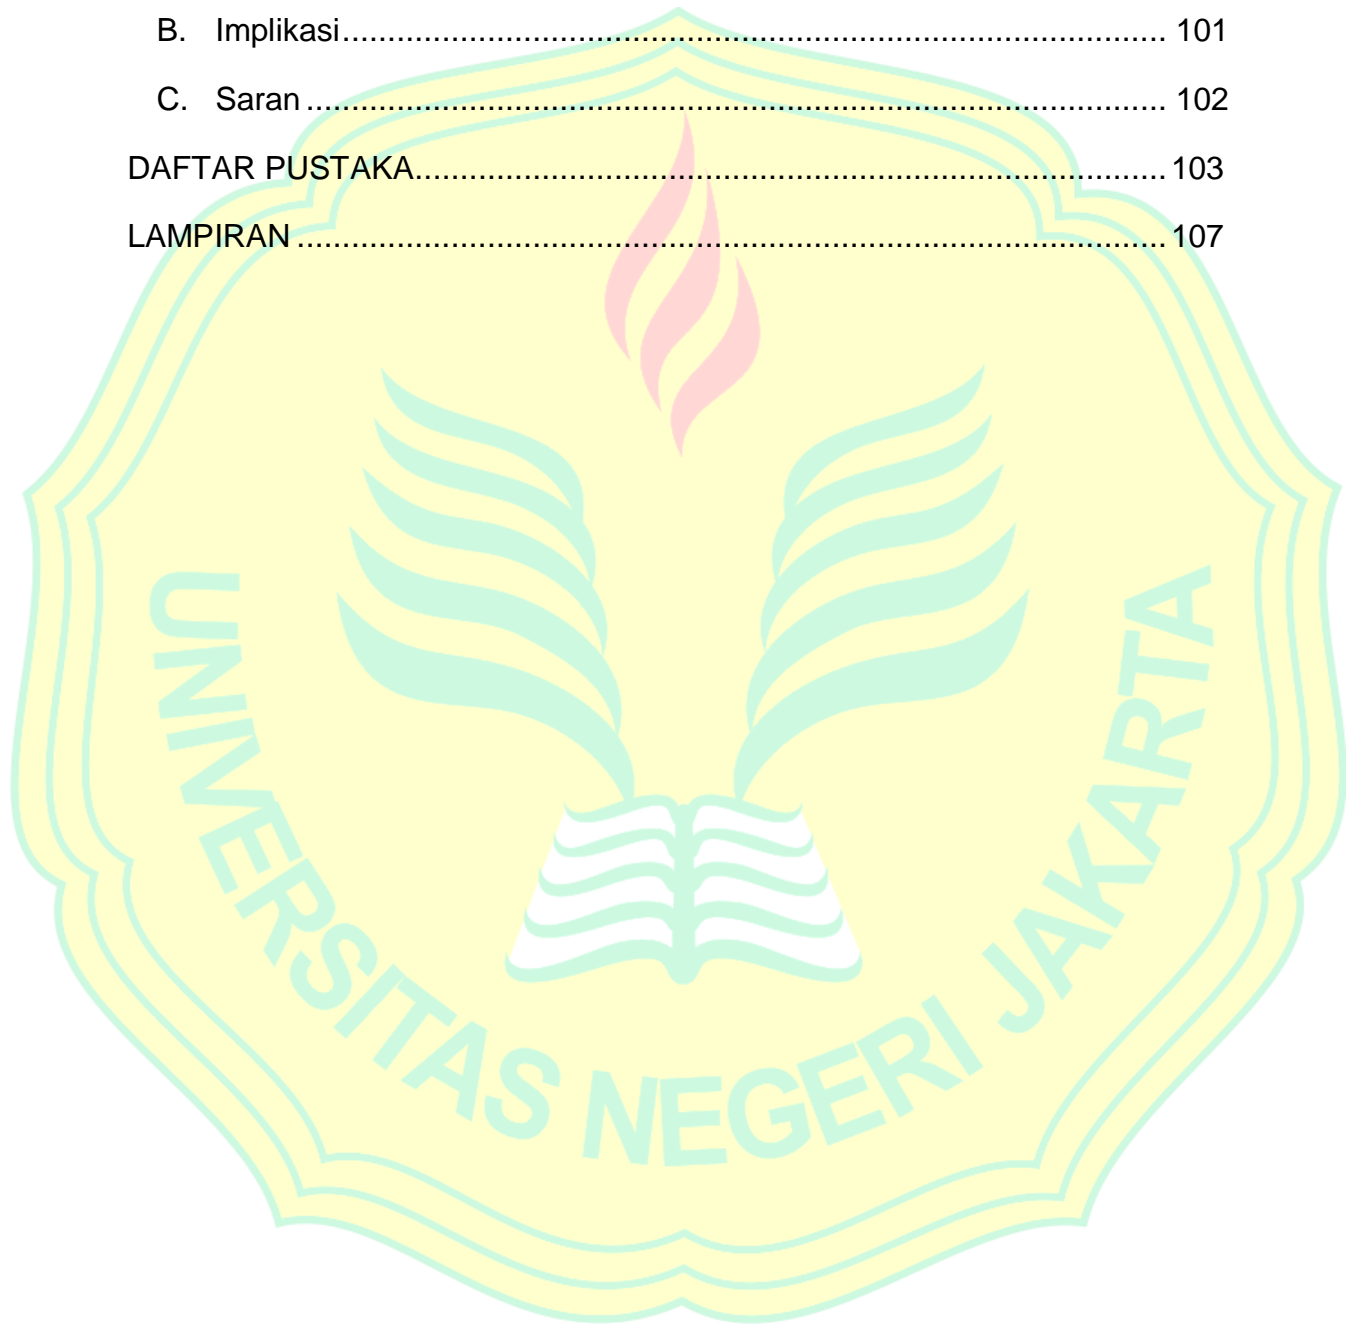 B. Implikasi........................................................................................... 101
C. Saran ............................................................................................... 102
DAFTAR PUSTAKA................................................................................... 103
LAMPIRAN ................................................................................................ 107
UNIVERSITAS NEGERI JAKARTA